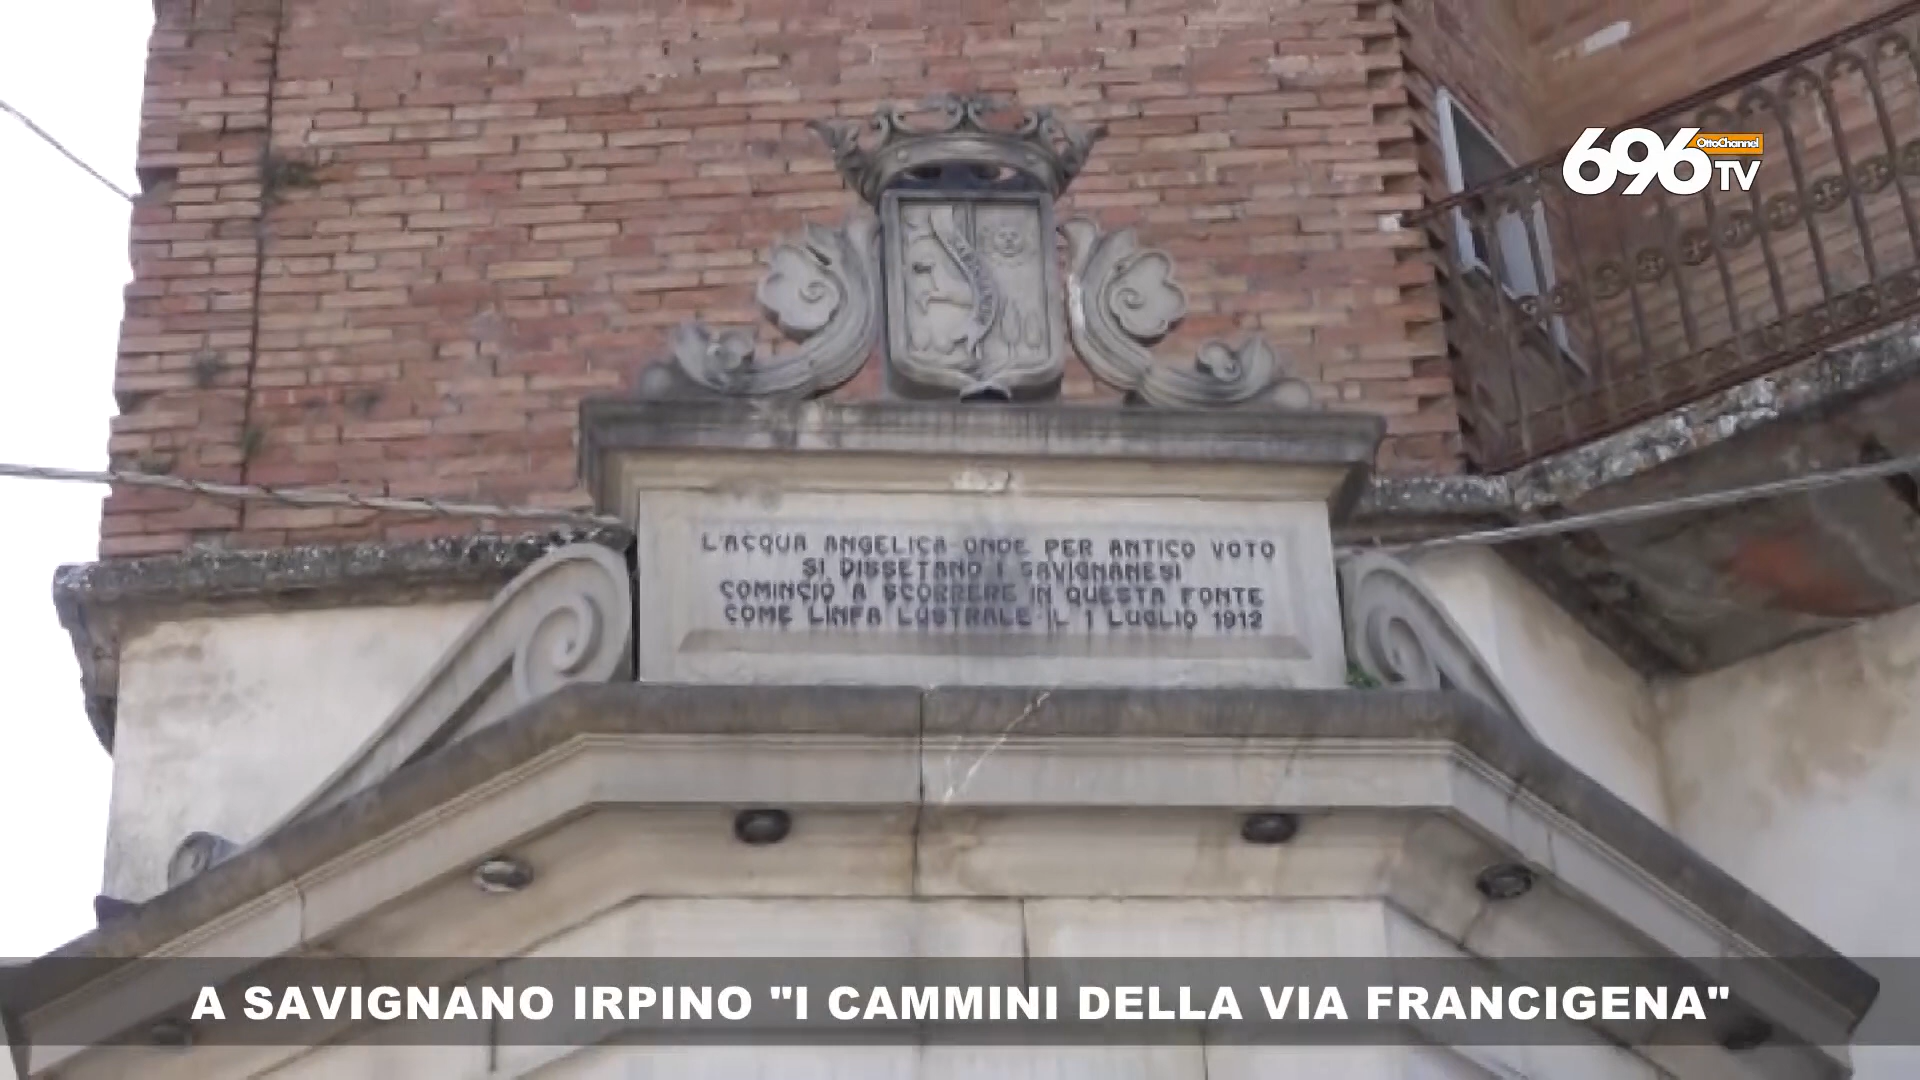 696
OttoChannel
TV
L'ACQUA ANGELICA ONDE PER ANTICO VOTO
SI DISSETANO I SAVIGNANESI
COMINCIÒ A SCORRERE IN QUESTA FONTE
COME LINFA LUSTRALE IL 1 LUGLIO 1912
A SAVIGNANO IRPINO "I CAMMINI DELLA VIA FRANCIGENA"